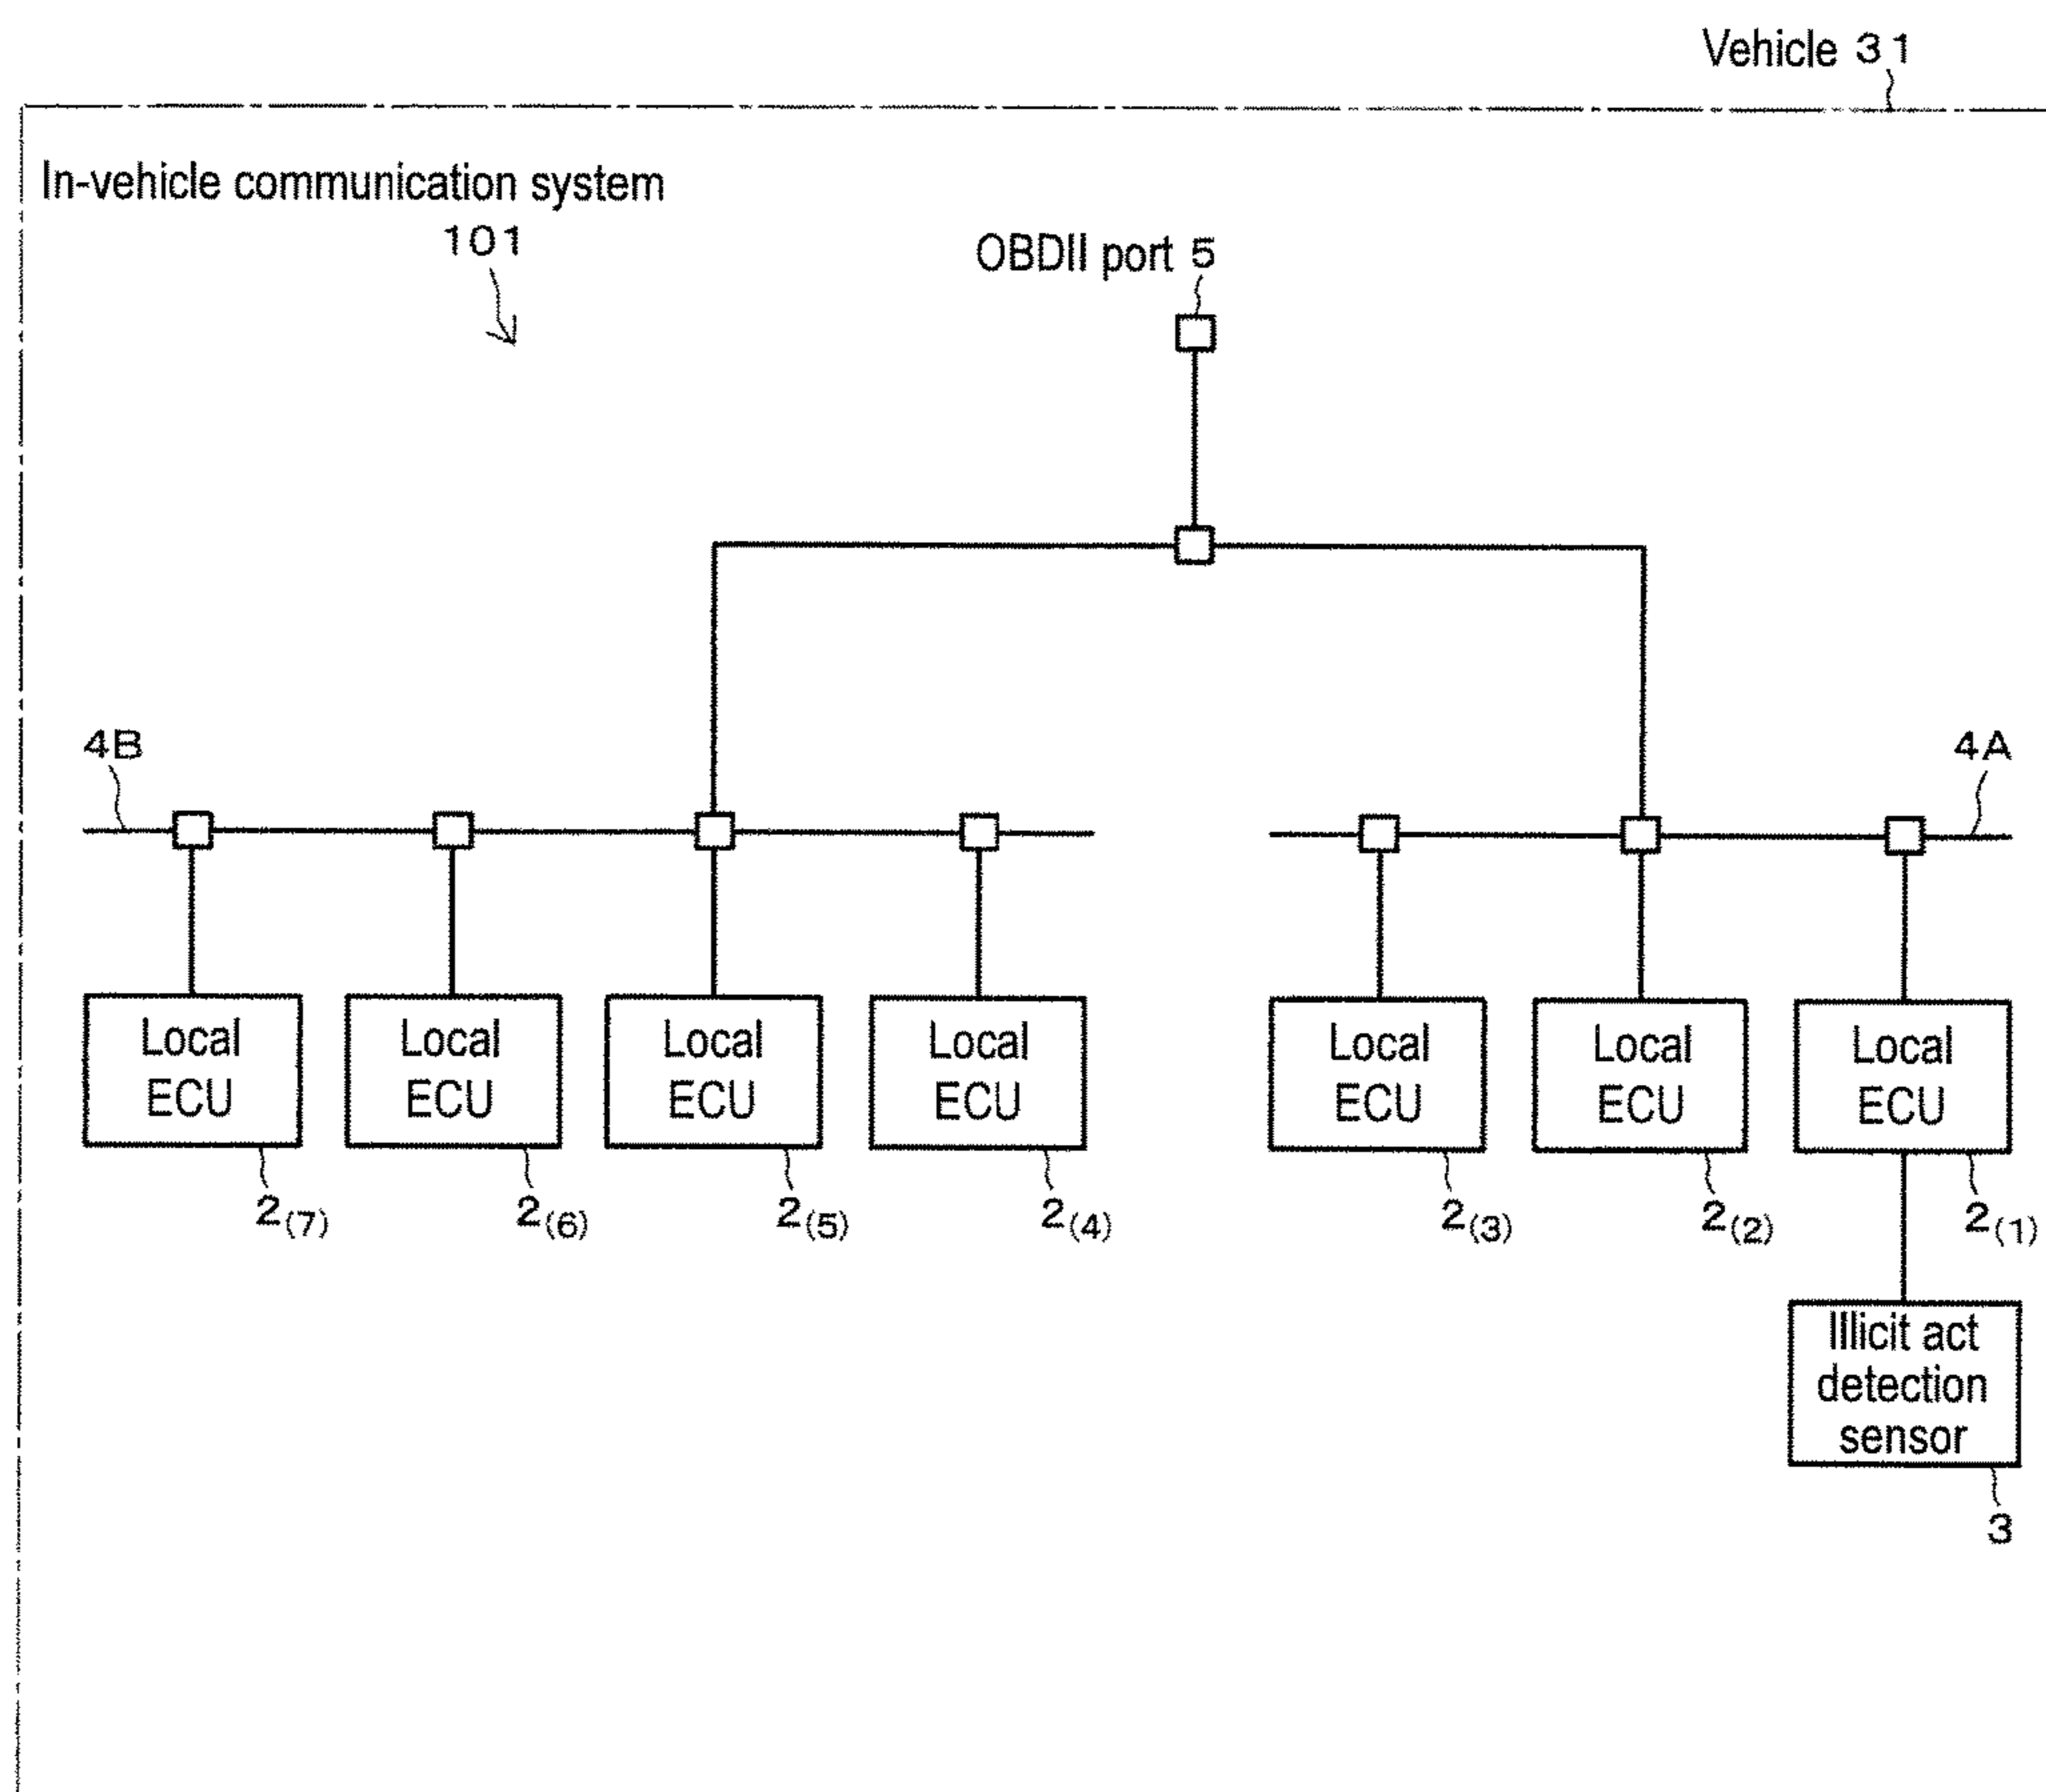 Vehicle 31
In-vehicle communication system
101
OBDII port 5
4B
4A
Local
ECU
Local
ECU
Local
ECU
Local
ECU
Local
ECU
Local
ECU
Local
ECU
2(7)
2(6)
2(5)
2(4)
2(3)
2(2)
2(1)
Illicit act
detection
sensor
3